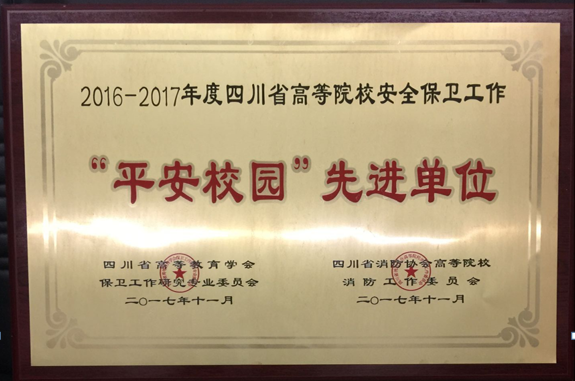 2016-2017年度四川省高等院校安全保卫工作
“平安校园”先进单位
四川省高等教育学会
保卫工作研究专业委员会
二〇一七年十一月
四川省消防协会高等院校
消防工作委员会
二〇一七年十一月